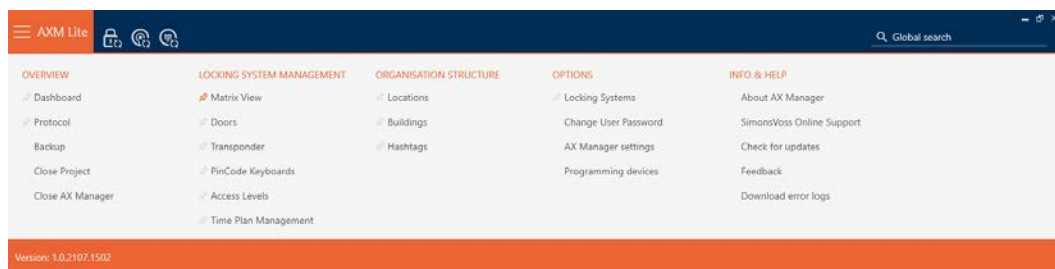 AXM Lite
Global search
OVERVIEW
Dashboard
Protocol
Backup
Close Project
Close AX Manager
LOCKING SYSTEM MANAGEMENT
Matrix View
Doors
Transponder
PinCode Keyboards
Access Levels
Time Plan Management
ORGANISATION STRUCTURE
Locations
Buildings
Hashtags
OPTIONS
Locking Systems
Change User Password
AX Manager settings
Programming devices
INFO & HELP
About AX Manager
SimonsVoss Online Support
Check for updates
Feedback
Download error logs
Version: 1.0.2107.1502